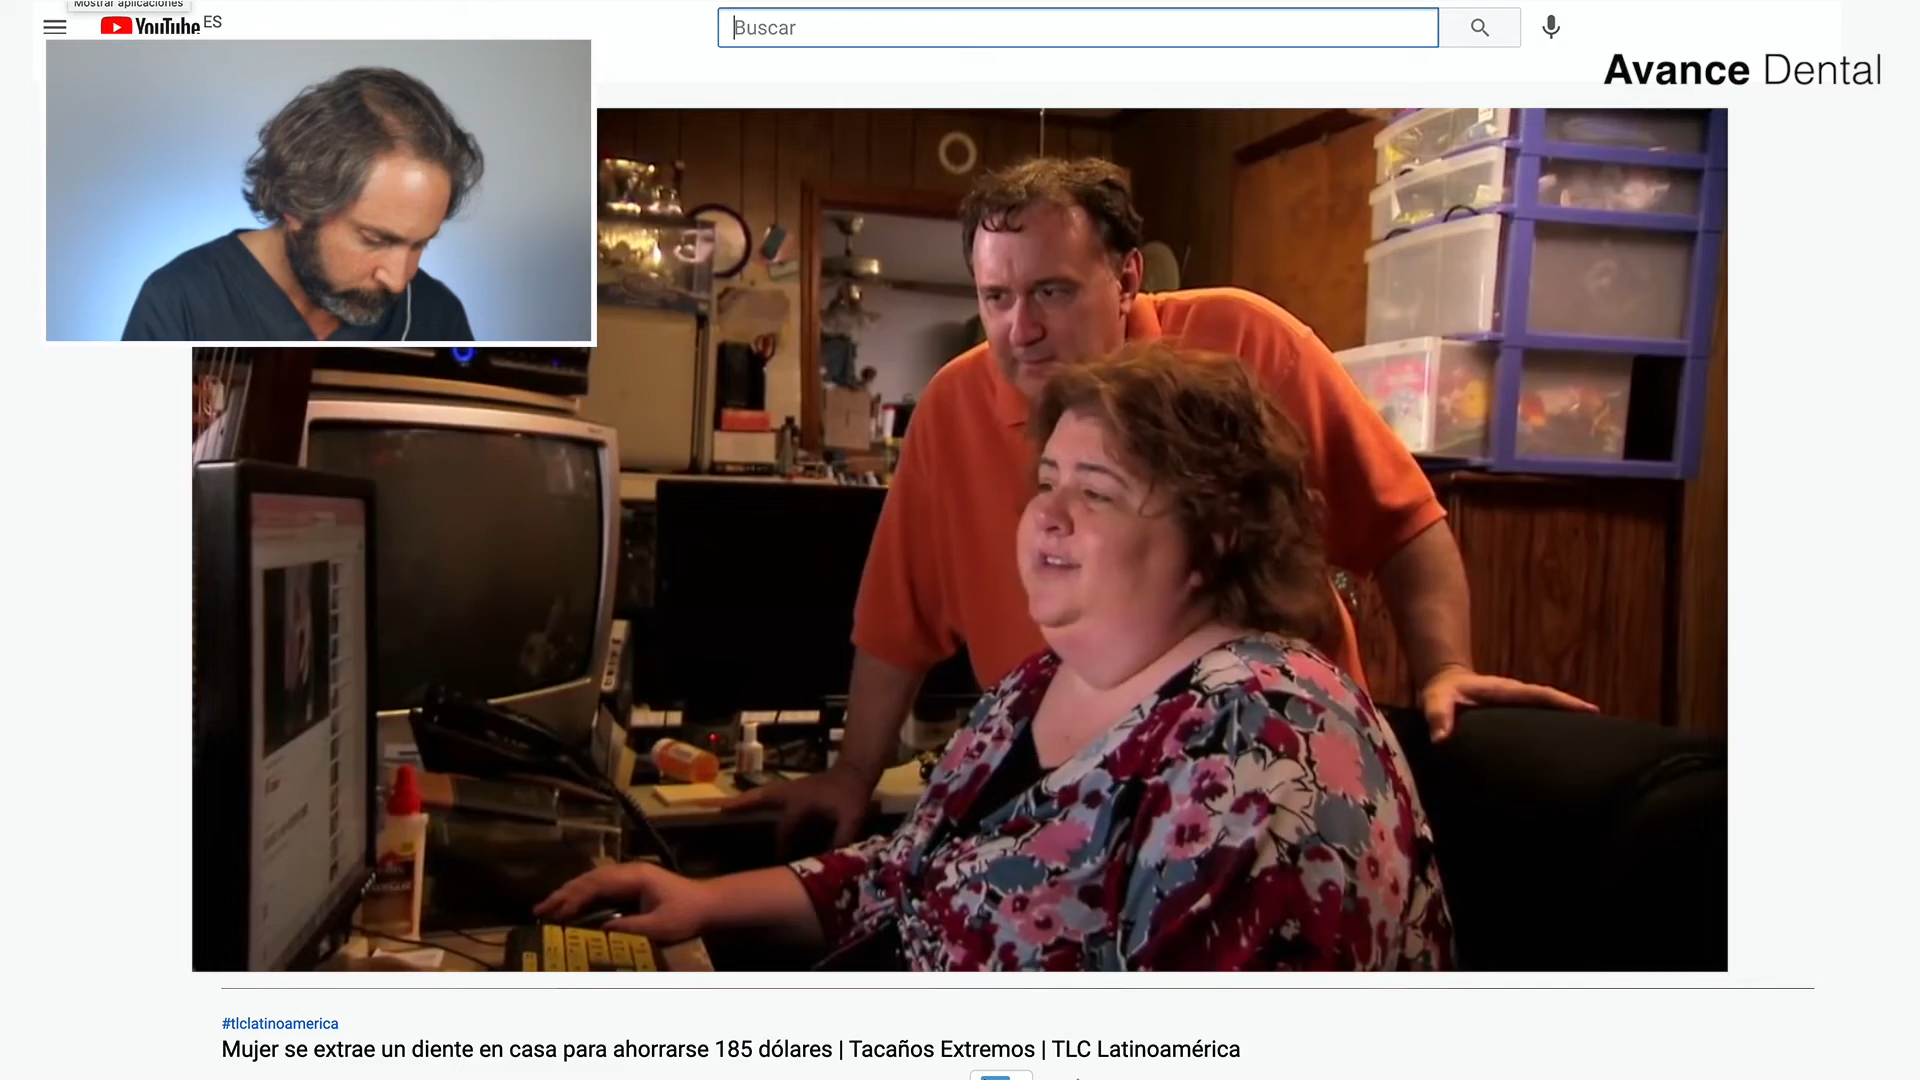 Mostrar aplicaciones
YouTube ES
Buscar
Avance Dental
#tlclatinoamerica
Mujer se extrae un diente en casa para ahorrarse 185 dólares | Tacaños Extremos | TLC Latinoamérica